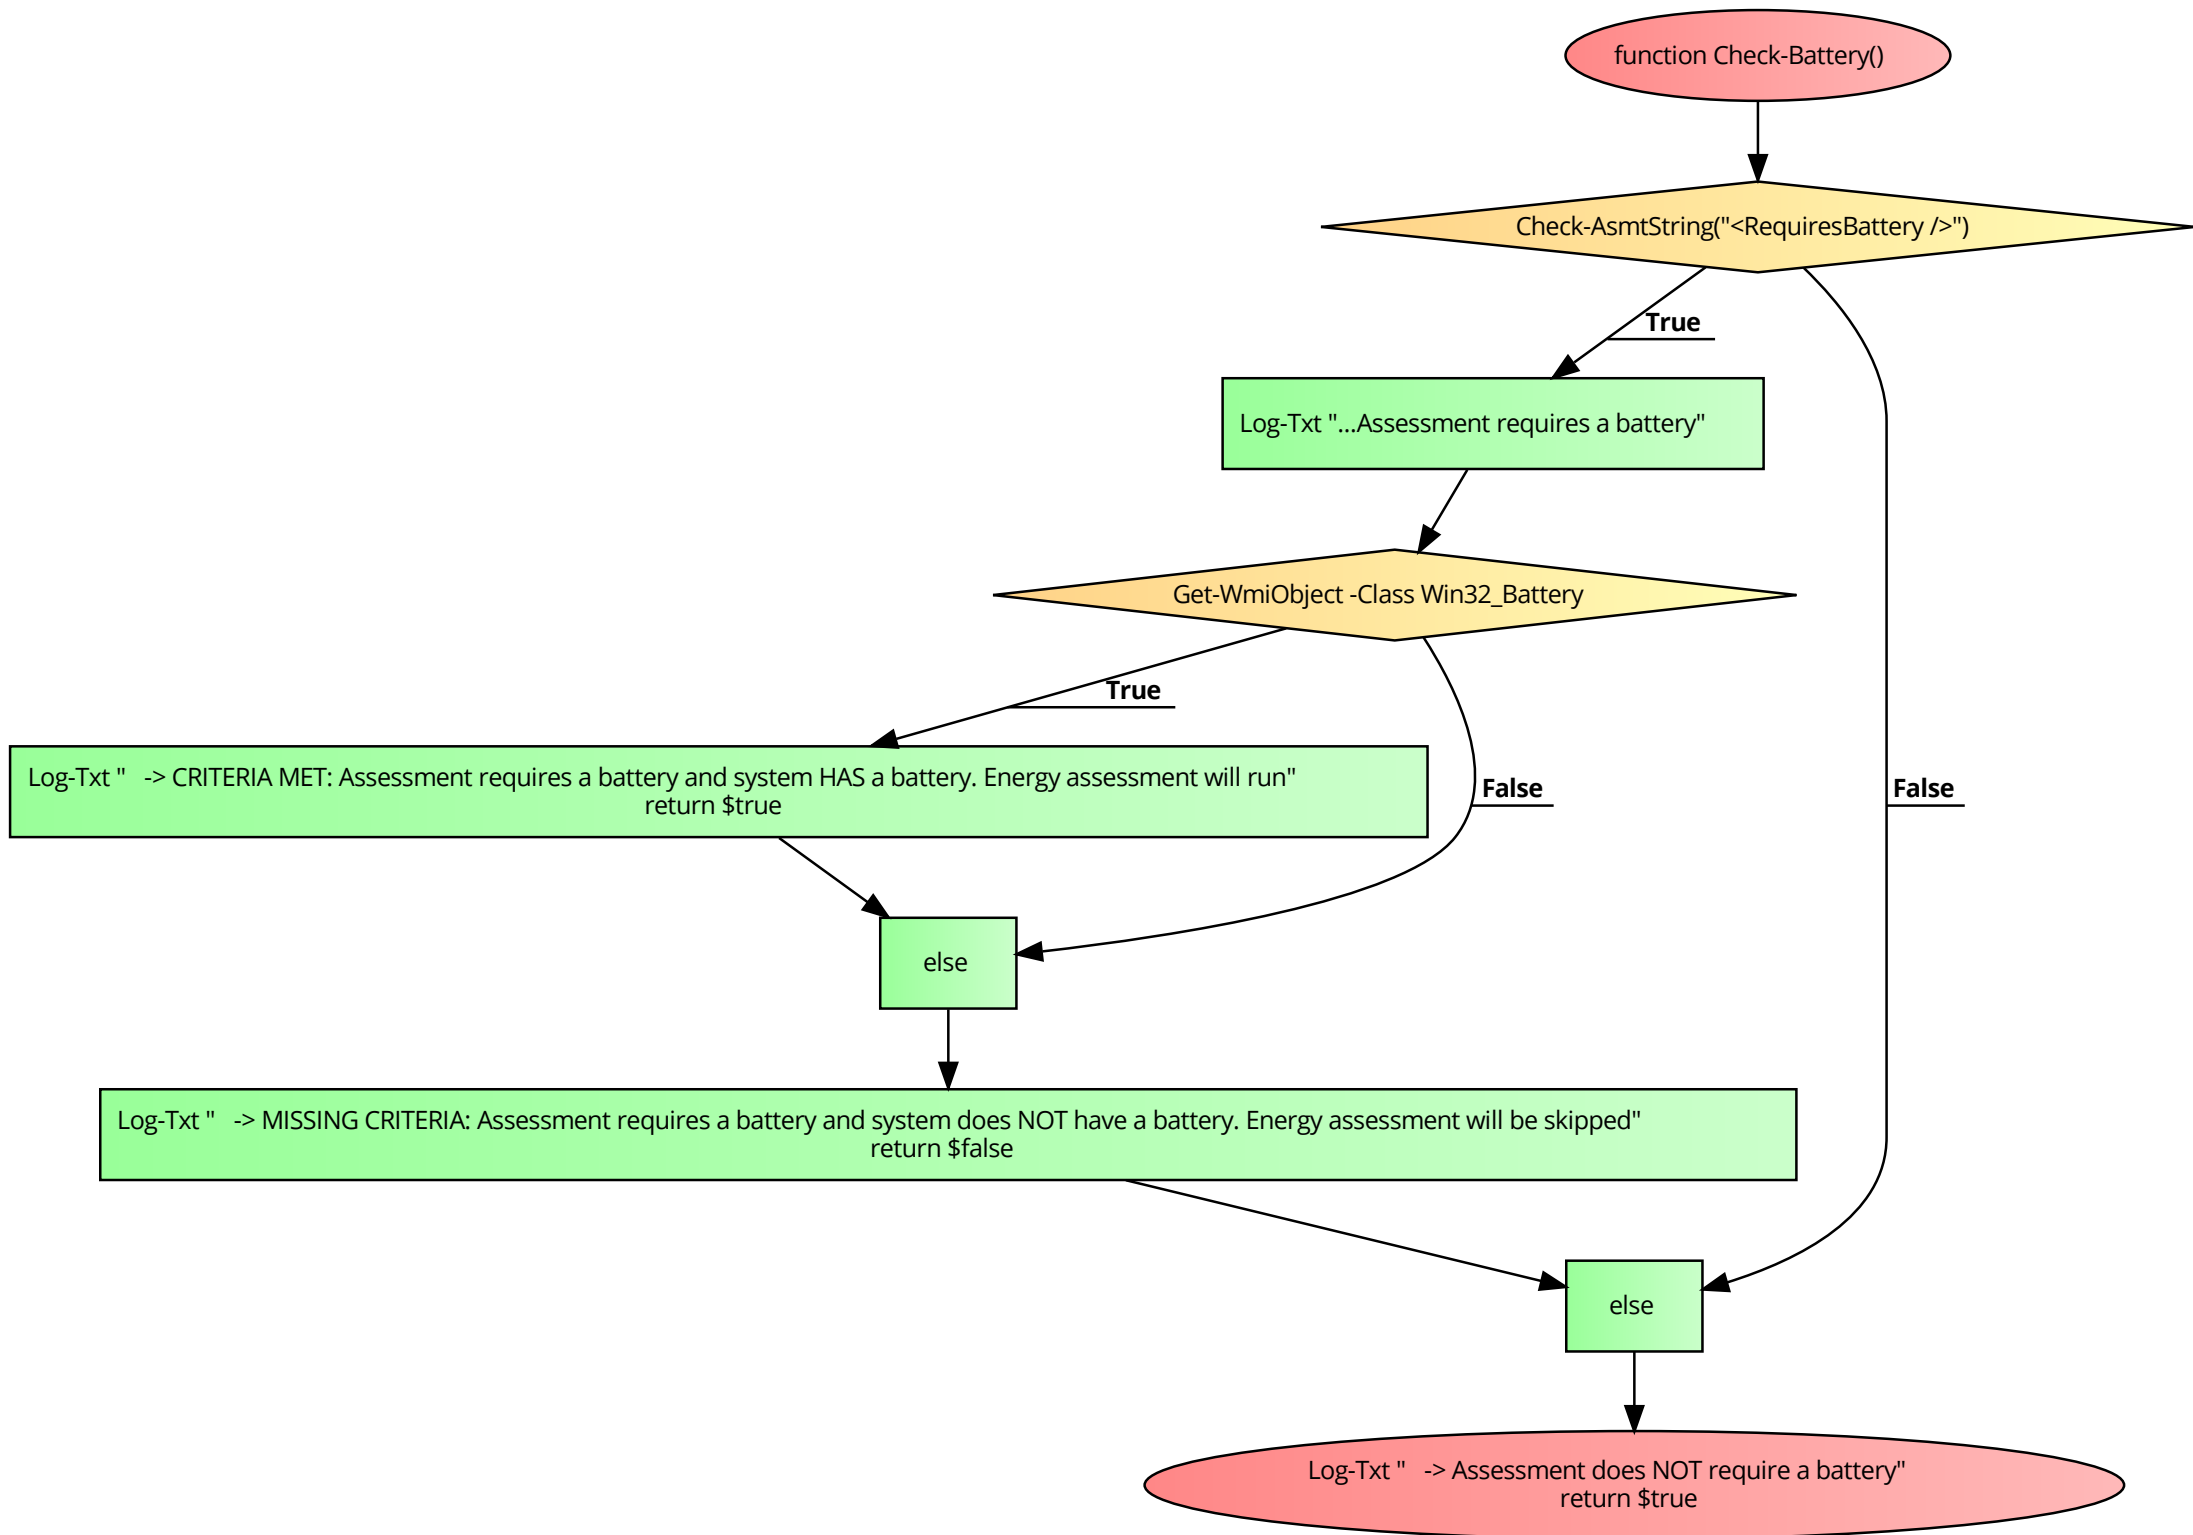 function Check-Battery()
Check-AsmtString("<RequiresBattery />")
True
Log-Txt "...Assessment requires a battery"
Get-WmiObject -Class Win32_Battery
True
Log-Txt "   -> CRITERIA MET: Assessment requires a battery and system HAS a battery. Energy assessment will run"
return $true
False
False
else
Log-Txt "   -> MISSING CRITERIA: Assessment requires a battery and system does NOT have a battery. Energy assessment will be skipped"
return $false
else
Log-Txt "   -> Assessment does NOT require a battery"
return $true